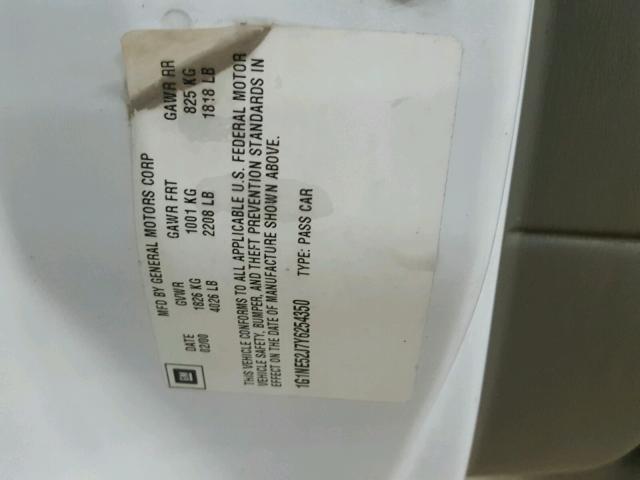 MFD BY GENERAL MOTORS CORP
DATE GVWR GAWR FRT GAWR RR
02/00 1826 KG 1001 KG 825 KG
4026 LB 2208 LB 1818 LB
THIS VEHICLE CONFORMS TO ALL APPLICABLE U.S. FEDERAL MOTOR
VEHICLE SAFETY, BUMPER, AND THEFT PREVENTION STANDARDS IN
EFFECT ON THE DATE OF MANUFACTURE SHOWN ABOVE.
1G1NE52J7Y6254350 TYPE: PASS CAR
GM